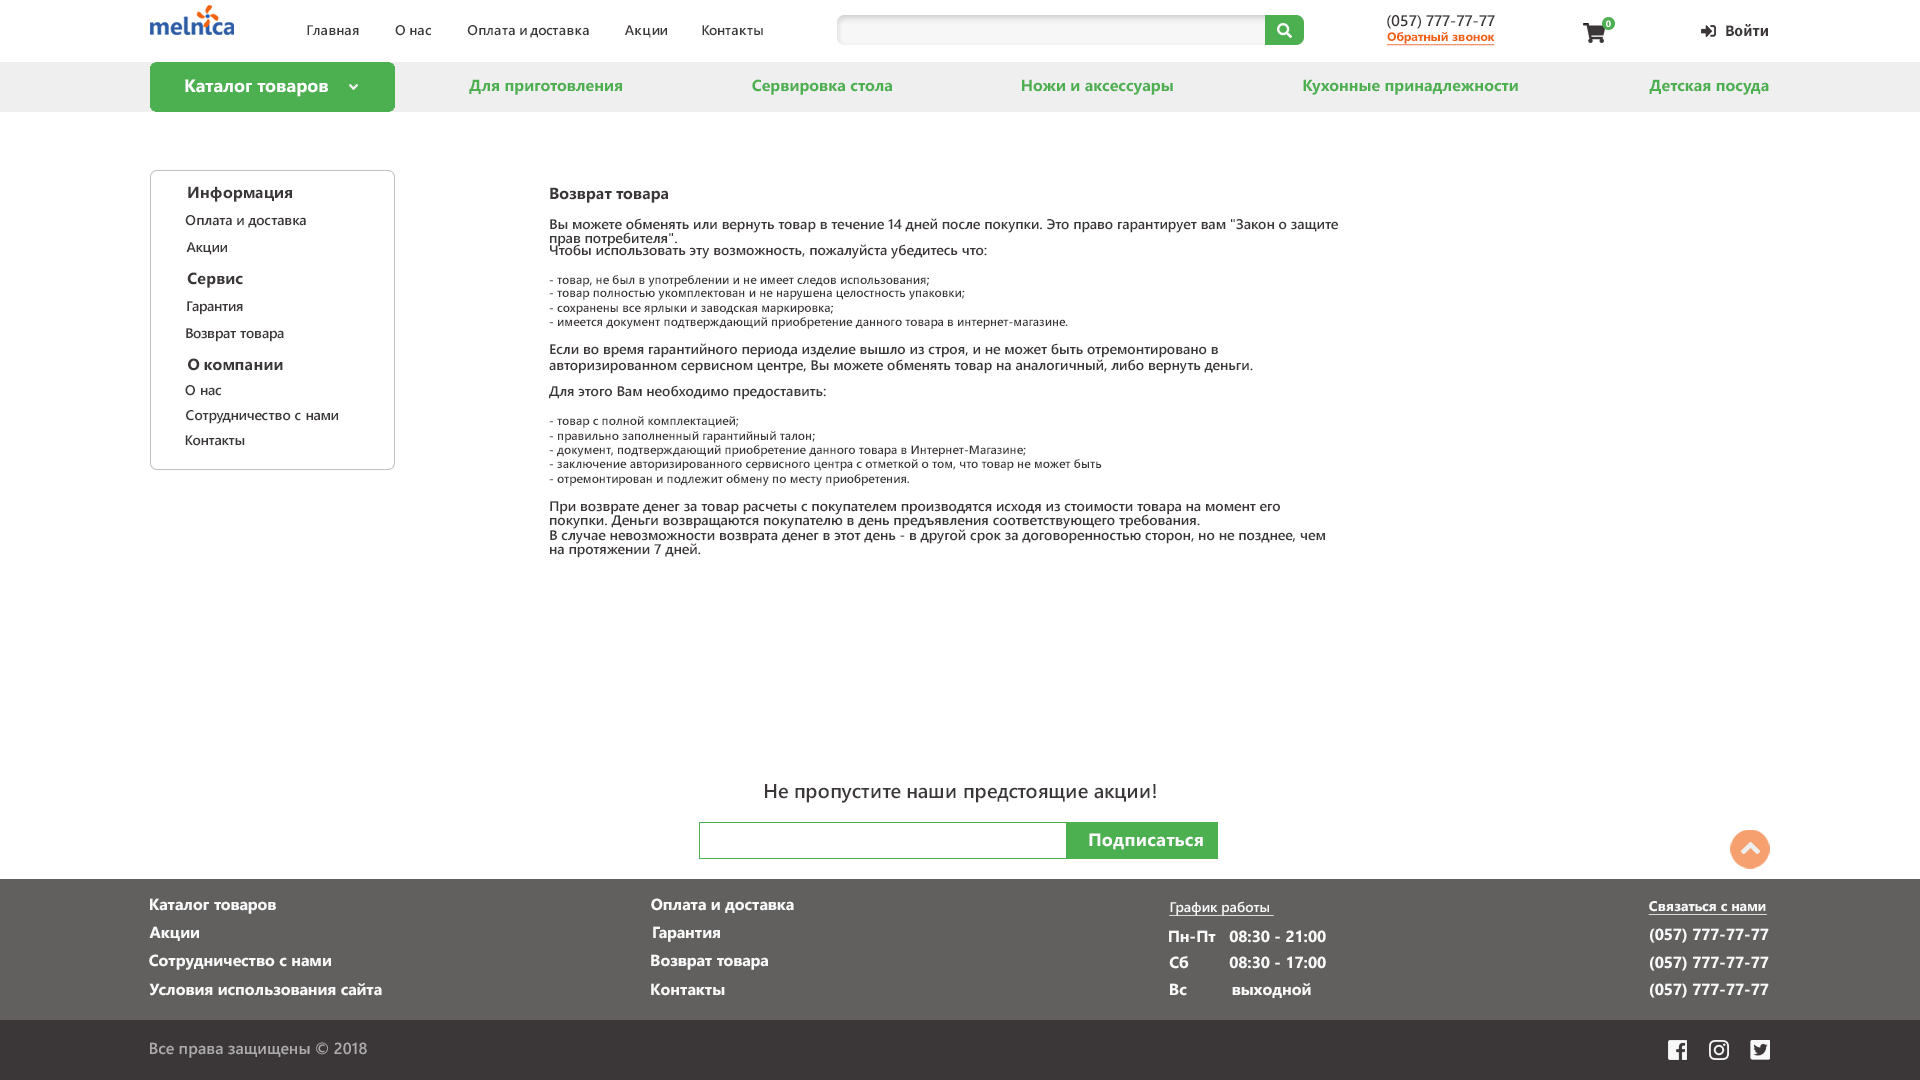 melnica
Главная О нас Оплата и доставка Акции Контакты
(057) 777-77-77
Обратный звонок
0
Войти
Каталог товаров Для приготовления Сервировка стола Ножи и аксессуары Кухонные принадлежности Детская посуда
Информация
Оплата и доставка
Акции
Сервис
Гарантия
Возврат товара
О компании
О нас
Сотрудничество с нами
Контакты
Возврат товара
Вы можете обменять или вернуть товар в течение 14 дней после покупки. Это право гарантирует вам "Закон о защите
прав потребителя".
Чтобы использовать эту возможность, пожалуйста убедитесь что:
- товар, не был в употреблении и не имеет следов использования;
- товар полностью укомплектован и не нарушена целостность упаковки;
- сохранены все ярлыки и заводская маркировка;
- имеется документ подтверждающий приобретение данного товара в интернет-магазине.
Если во время гарантийного периода изделие вышло из строя, и не может быть отремонтировано в
авторизированном сервисном центре, Вы можете обменять товар на аналогичный, либо вернуть деньги.
Для этого Вам необходимо предоставить:
- товар с полной комплектацией;
- правильно заполненный гарантийный талон;
- документ, подтверждающий приобретение данного товара в Интернет-Магазине;
- заключение авторизированного сервисного центра с отметкой о том, что товар не может быть
- отремонтирован и подлежит обмену по месту приобретения.
При возврате денег за товар расчеты с покупателем производятся исходя из стоимости товара на момент его
покупки. Деньги возвращаются покупателю в день предъявления соответствующего требования.
В случае невозможности возврата денег в этот день - в другой срок за договоренностью сторон, но не позднее, чем
на протяжении 7 дней.
Не пропустите наши предстоящие акции!
Подписаться
Каталог товаров
Акции
Сотрудничество с нами
Условия использования сайта
Оплата и доставка
Гарантия
Возврат товара
Контакты
График работы
Пн-Пт 08:30 - 21:00
Сб 08:30 - 17:00
Вс выходной
Связаться с нами
(057) 777-77-77
(057) 777-77-77
(057) 777-77-77
Все права защищены © 2018